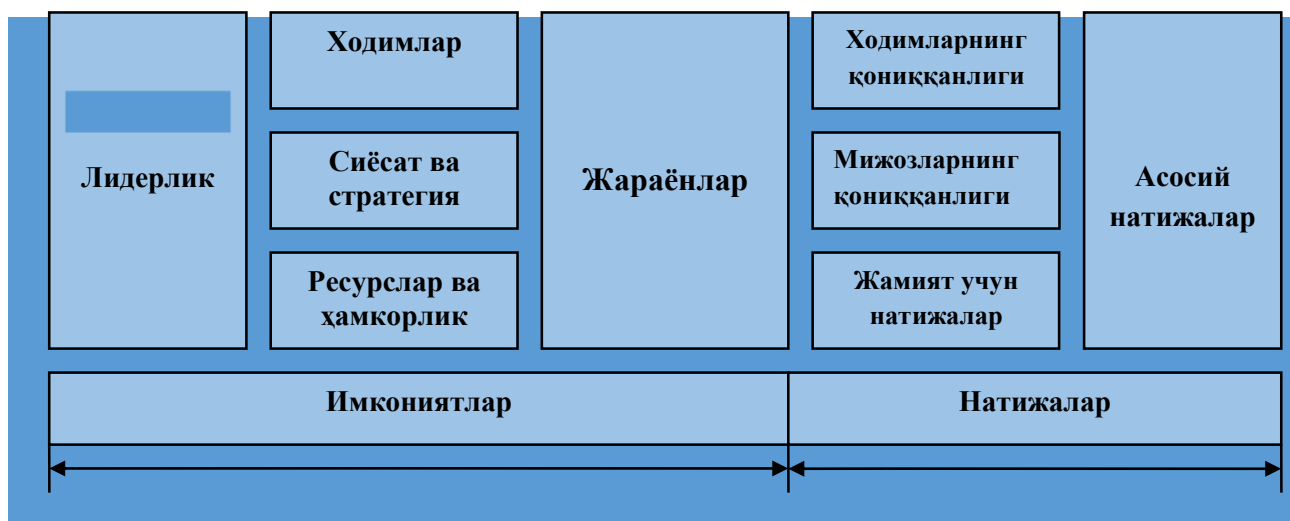 Лидерлик
Ходимлар
Сиёсат ва
стратегия
Ресурслар ва
ҳамкорлик
Жараёнлар
Ходимларнинг
қониққанлиги
Мижозларнинг
қониққанлиги
Жамият учун
натижалар
Асосий
натижалар
Имкониятлар
Натижалар